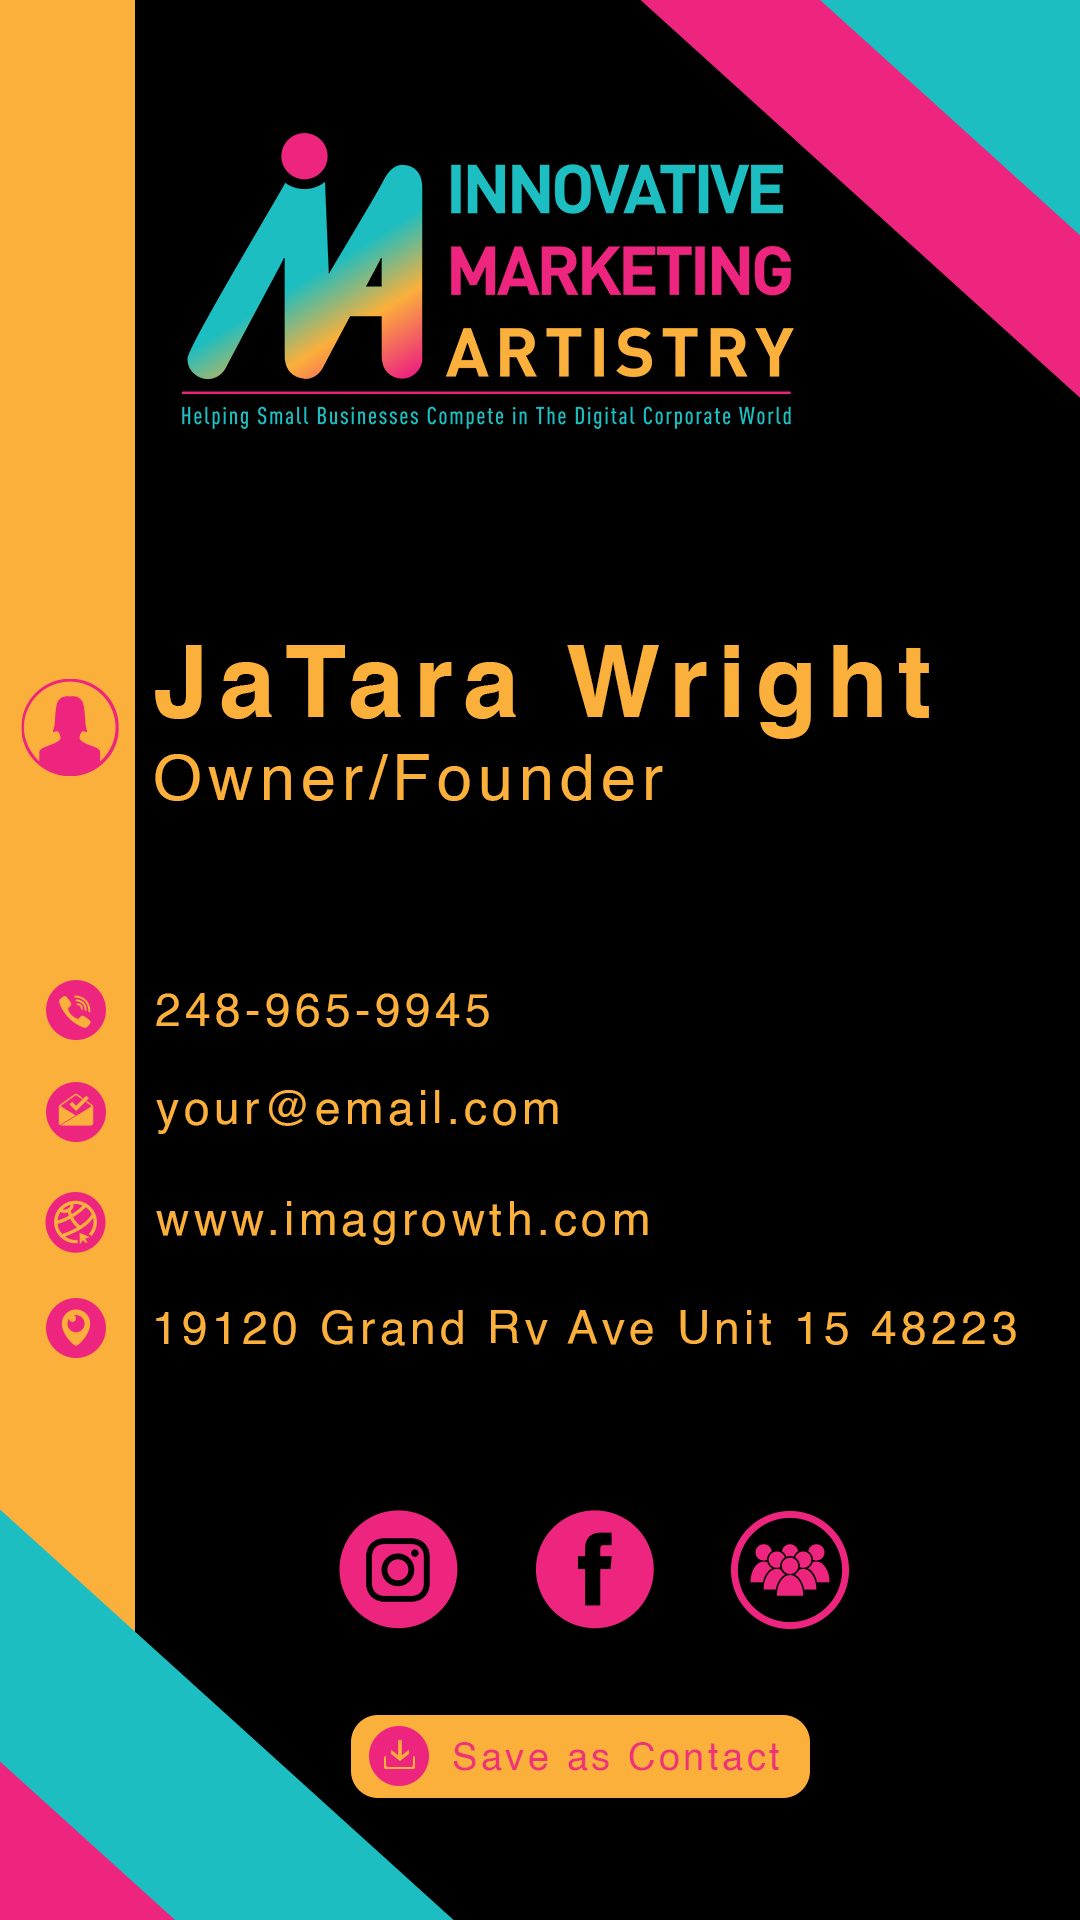 INNOVATIVE
MARKETING
ARTISTRY
Helping Small Businesses Compete in The Digital Corporate World
JaTara Wright
Owner/Founder
248-965-9945
your@email.com
www.imagrowth.com
19120 Grand Rv Ave Unit 15 48223
Save as Contact